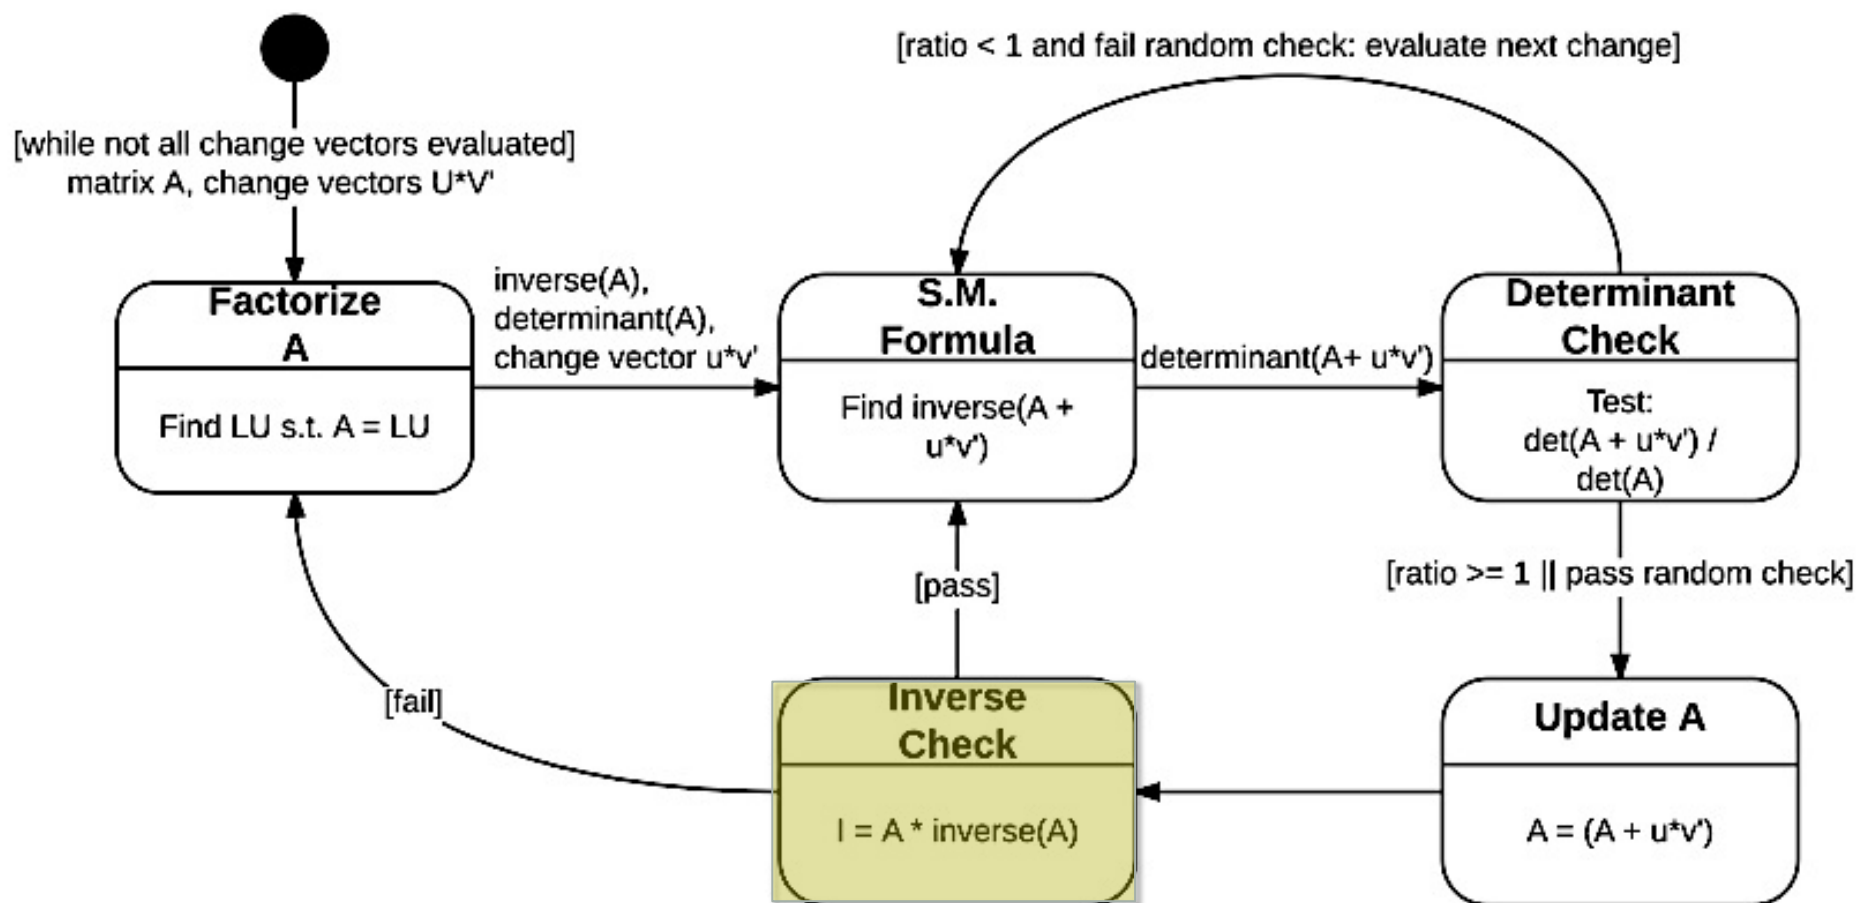 [ratio < 1 and fail random check: evaluate next change]
[while not all change vectors evaluated]
matrix A, change vectors U*V'
Factorize
A
Find LU s.t. A = LU
inverse(A),
determinant(A),
change vector u*v'
S.M.
Formula
Find inverse(A +
u*v')
determinant(A+ u*v')
Determinant
Check
Test:
det(A + u*v') /
det(A)
[ratio >= 1 || pass random check]
[pass]
[fail]
Inverse
Check
I = A * inverse(A)
Update A
A = (A + u*v')